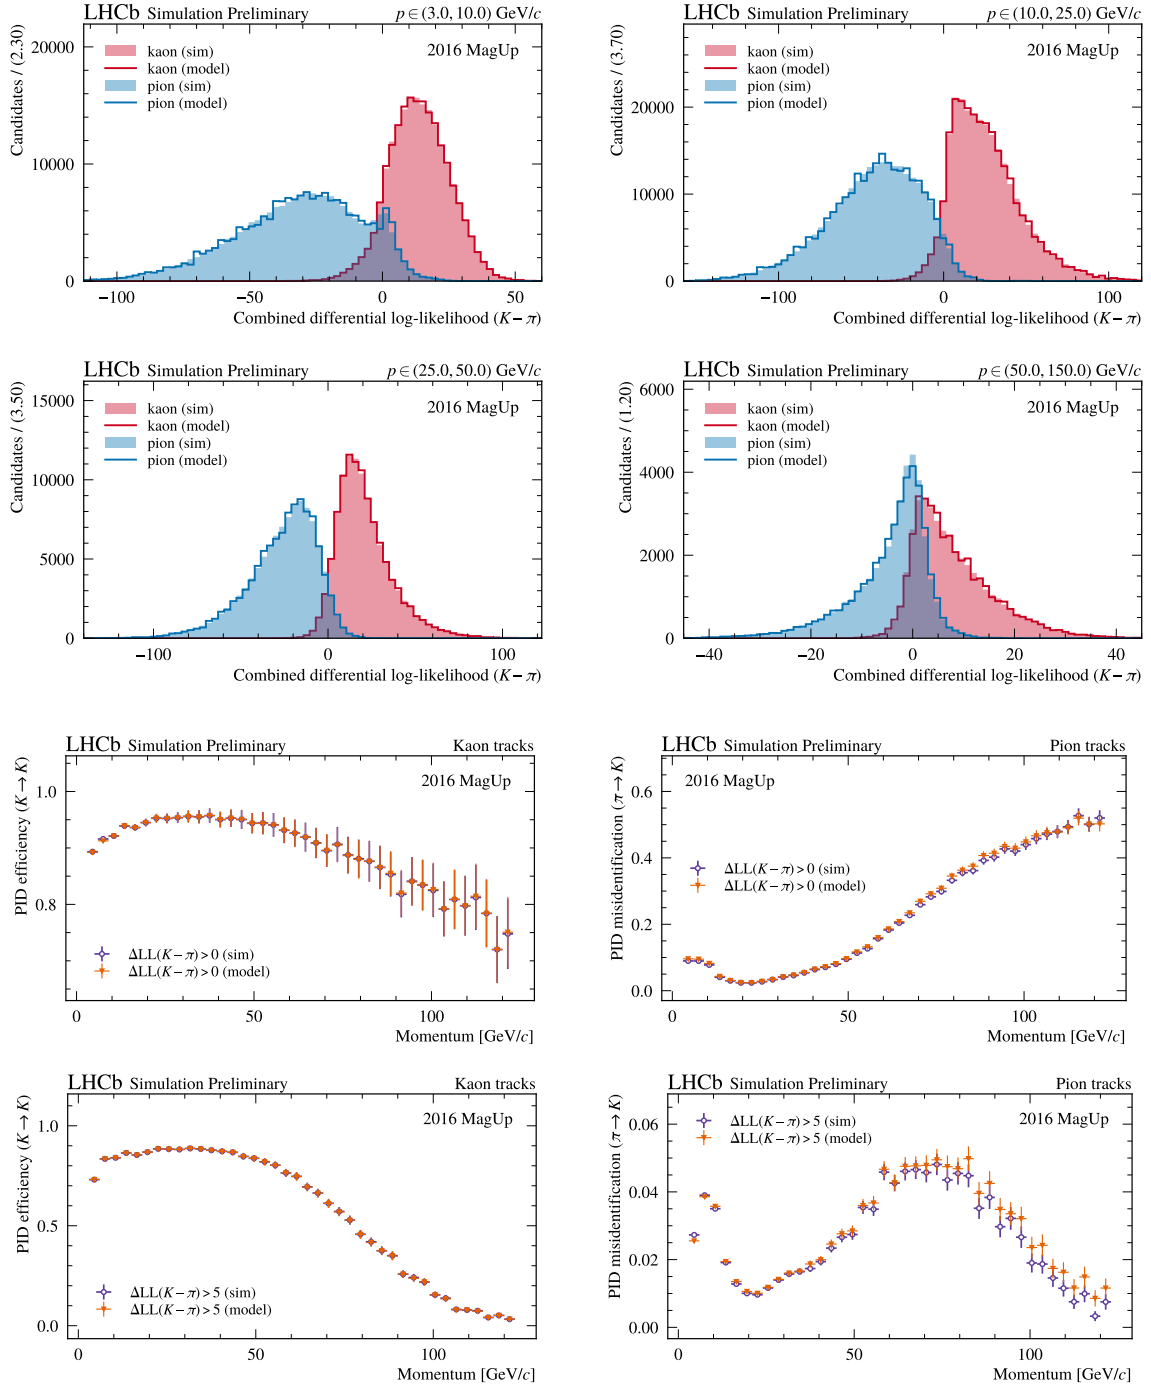 LHCb Simulation Preliminary p ∈ (3.0, 10.0) GeV/c
2016 MagUp
kaon (sim)
kaon (model)
pion (sim)
pion (model)
Candidates / (2.30)
20000
10000
0
−100 −50 0 50
Combined differential log-likelihood (K − π)
LHCb Simulation Preliminary p ∈ (10.0, 25.0) GeV/c
2016 MagUp
kaon (sim)
kaon (model)
pion (sim)
pion (model)
Candidates / (3.70)
20000
10000
0
−100 0 100
Combined differential log-likelihood (K − π)
LHCb Simulation Preliminary p ∈ (25.0, 50.0) GeV/c
2016 MagUp
kaon (sim)
kaon (model)
pion (sim)
pion (model)
Candidates / (3.50)
15000
10000
5000
0
−100 0 100
Combined differential log-likelihood (K − π)
LHCb Simulation Preliminary p ∈ (50.0, 150.0) GeV/c
2016 MagUp
kaon (sim)
kaon (model)
pion (sim)
pion (model)
Candidates / (1.20)
6000
4000
2000
0
−40 −20 0 20 40
Combined differential log-likelihood (K − π)
LHCb Simulation Preliminary Kaon tracks
2016 MagUp
PID efficiency (K → K)
1.0
0.8
ΔLL(K − π) > 0 (sim)
ΔLL(K − π) > 0 (model)
0 50 100
Momentum [GeV/c]
LHCb Simulation Preliminary Pion tracks
2016 MagUp
PID misidentification (π → K)
0.6
0.4
0.2
0.0
ΔLL(K − π) > 0 (sim)
ΔLL(K − π) > 0 (model)
0 50 100
Momentum [GeV/c]
LHCb Simulation Preliminary Kaon tracks
2016 MagUp
PID efficiency (K → K)
1.0
0.5
0.0
ΔLL(K − π) > 5 (sim)
ΔLL(K − π) > 5 (model)
0 50 100
Momentum [GeV/c]
LHCb Simulation Preliminary Pion tracks
ΔLL(K − π) > 5 (sim)
ΔLL(K − π) > 5 (model)
2016 MagUp
PID misidentification (π → K)
0.06
0.04
0.02
0.00
0 50 100
Momentum [GeV/c]